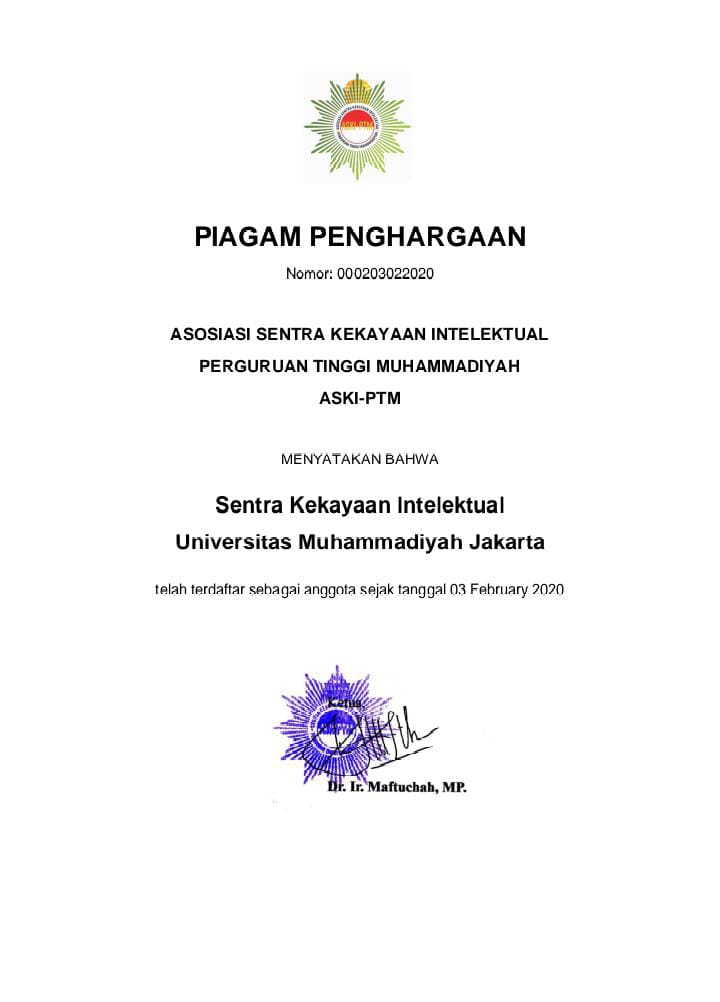 ASKI-PTM
PIAGAM PENGHARGAAN
Nomor: 000203022020
ASOSIASI SENTRA KEKAYAAN INTELEKTUAL
PERGURUAN TINGGI MUHAMMADIYAH
ASKI-PTM
MENYATAKAN BAHWA
Sentra Kekayaan Intelektual
Universitas Muhammadiyah Jakarta
telah terdaftar sebagai anggota sejak tanggal 03 February 2020
Ketua
Dr. Ir. Maftuchah, MP.